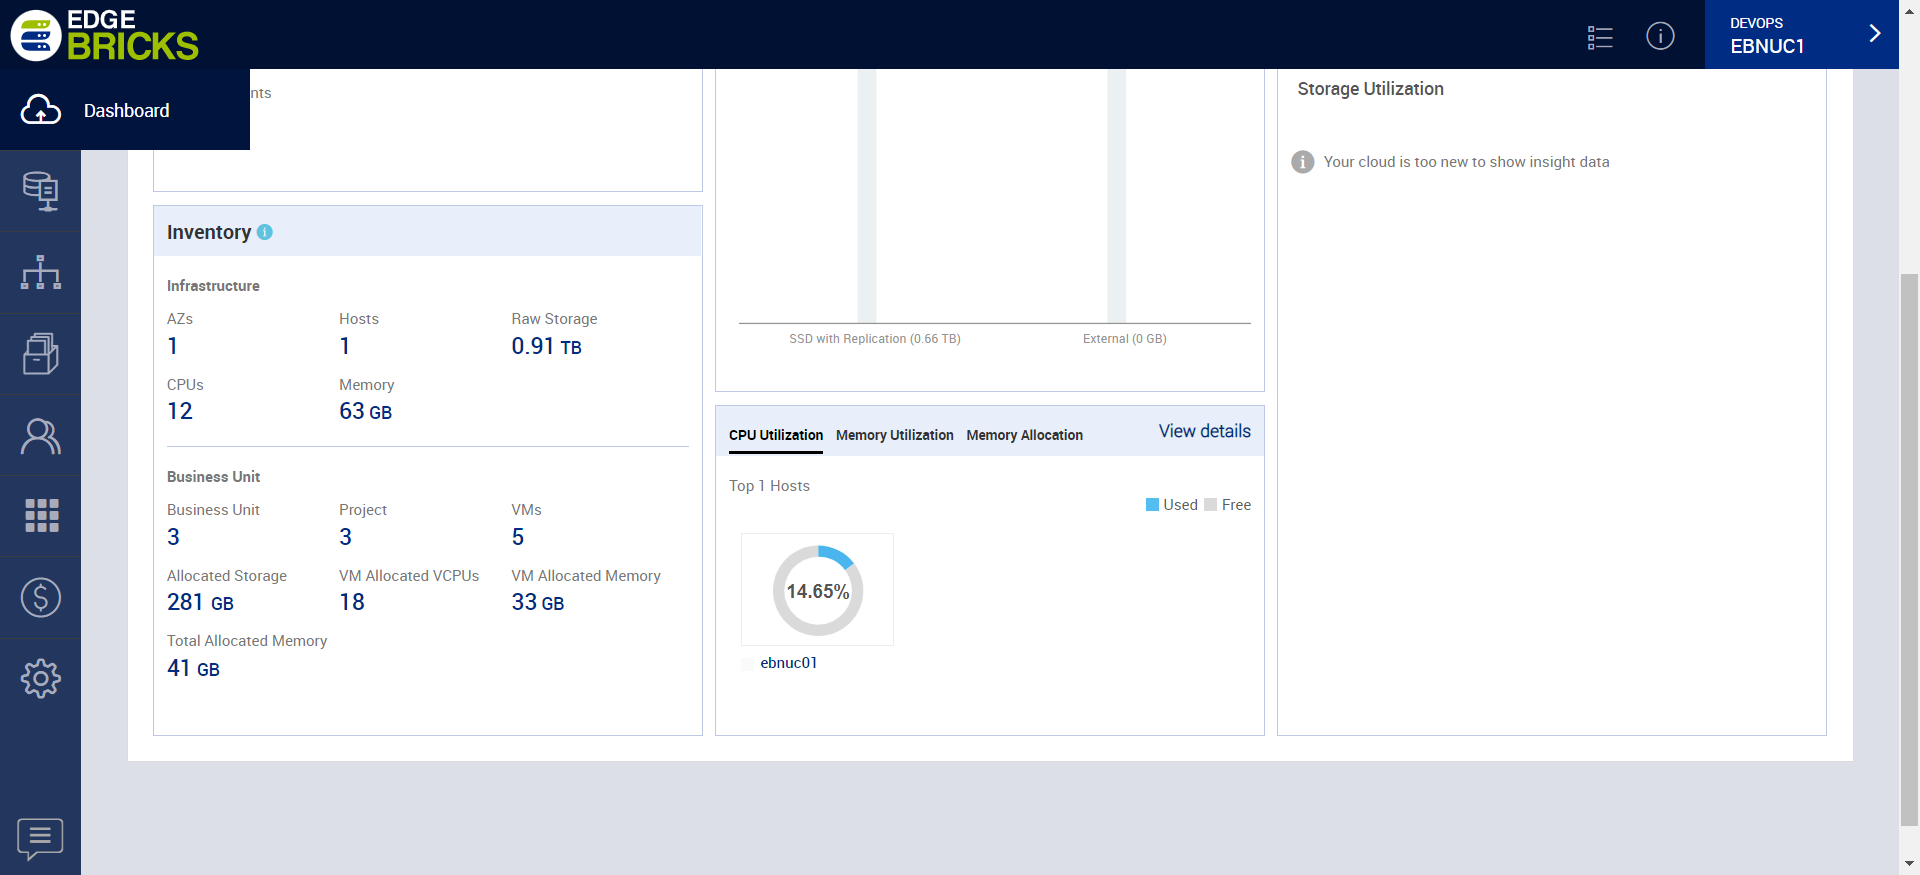 EDGE
BRICKS
DEVOPS
EBNUC1
Dashboard
nts
Inventory
Infrastructure
AZs Hosts Raw Storage
1 1 0.91 TB
CPUs Memory
12 63 GB
Business Unit
Business Unit Project VMs
3 3 5
Allocated Storage VM Allocated VCPUs VM Allocated Memory
281 GB 18 33 GB
Total Allocated Memory
41 GB
SSD with Replication (0.66 TB) External (0 GB)
CPU Utilization Memory Utilization Memory Allocation View details
Top 1 Hosts
Used Free
14.65%
ebnuc01
Storage Utilization
Your cloud is too new to show insight data